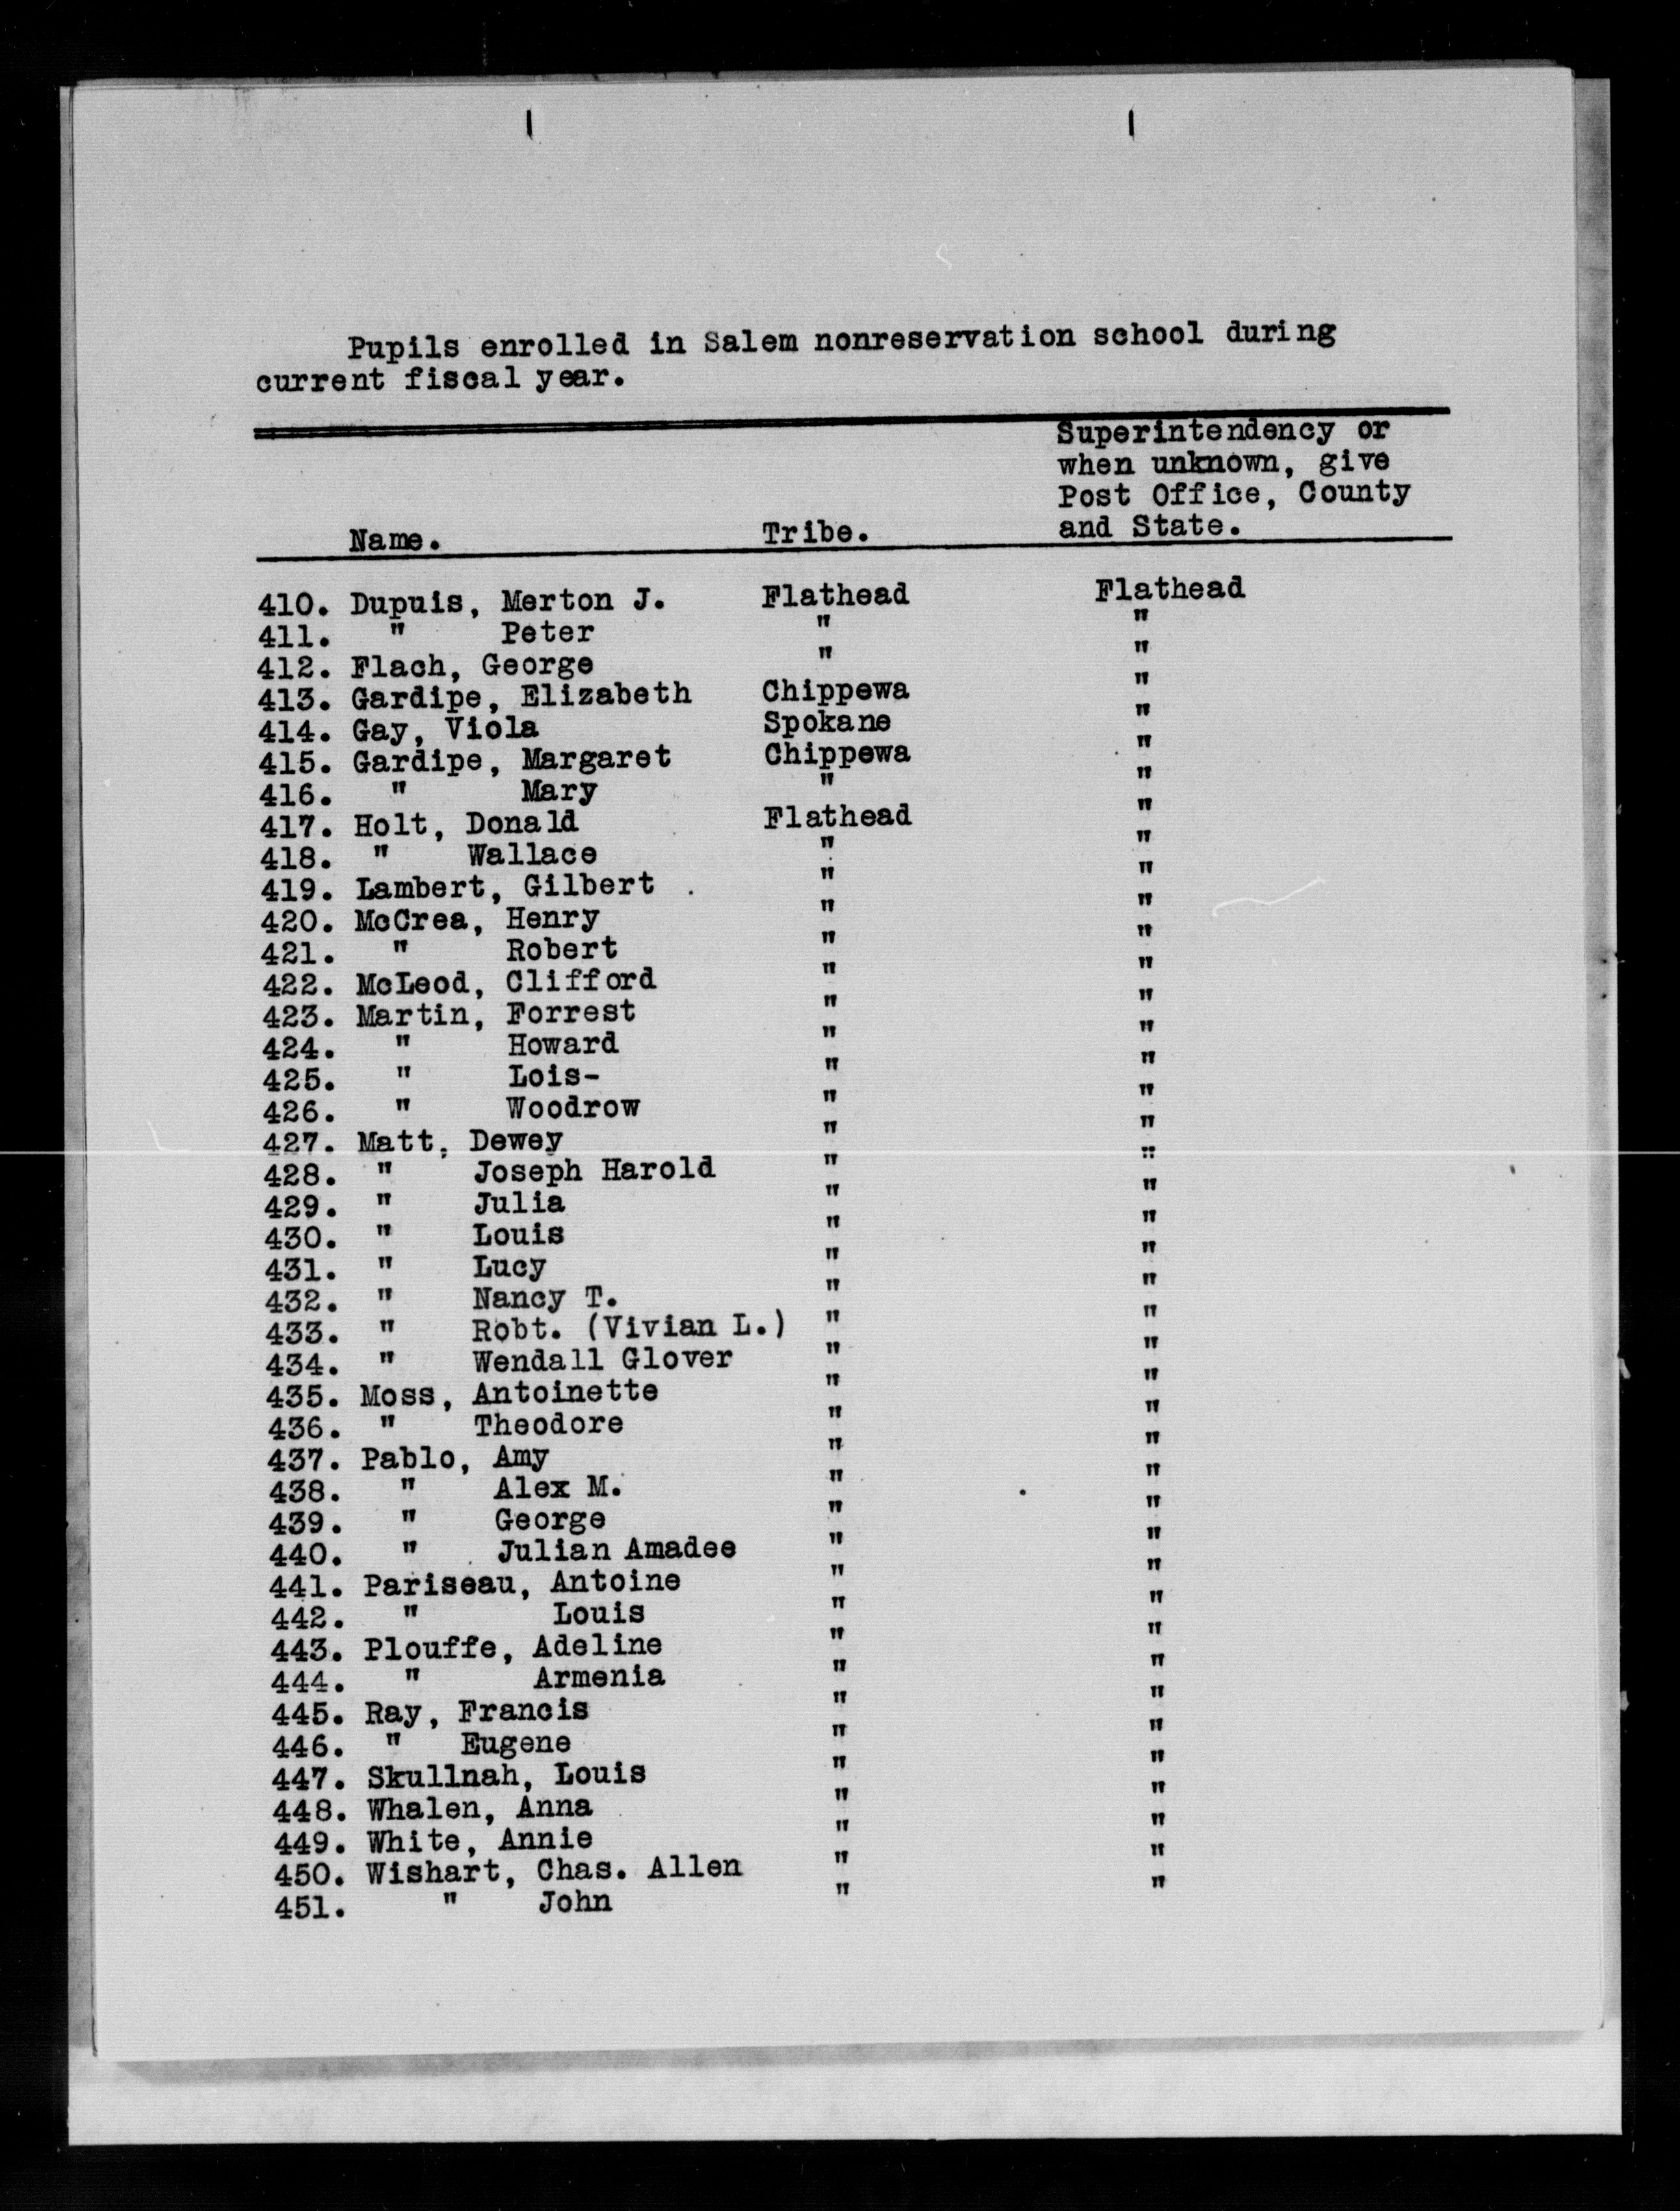 Pupils enrolled in Salem nonreservation school during
current fiscal year.
Superintendency or
when unknown, give
Post Office, County
Name. Tribe. and State.
410. Dupuis, Merton J. Flathead Flathead
411. " Peter " "
412. Flach, George " "
413. Gardipe, Elizabeth Chippewa "
414. Gay, Viola Spokane "
415. Gardipe, Margaret Chippewa "
416. " Mary " "
417. Holt, Donald Flathead "
418. " Wallace " "
419. Lambert, Gilbert " "
420. McCrea, Henry " "
421. " Robert " "
422. McLeod, Clifford " "
423. Martin, Forrest " "
424. " Howard " "
425. " Lois- " "
426. " Woodrow " "
427. Matt, Dewey " "
428. " Joseph Harold " "
429. " Julia " "
430. " Louis " "
431. " Lucy " "
432. " Nancy T. " "
433. " Robt. (Vivian L.) " "
434. " Wendall Glover " "
435. Moss, Antoinette " "
436. " Theodore " "
437. Pablo, Amy " "
438. " Alex M. " "
439. " George " "
440. " Julian Amadee " "
441. Pariseau, Antoine " "
442. " Louis " "
443. Plouffe, Adeline " "
444. " Armenia " "
445. Ray, Francis " "
446. " Eugene " "
447. Skullnah, Louis " "
448. Whalen, Anna " "
449. White, Annie " "
450. Wishart, Chas. Allen " "
451. " John " "